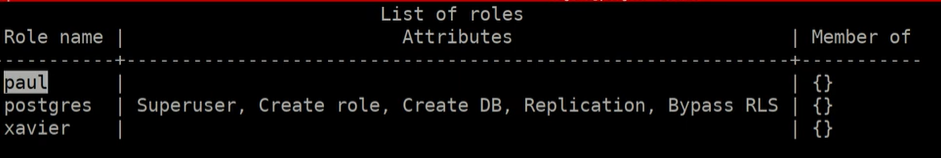 List of roles
Role name | Attributes | Member of
-----------+------------------------------------------------------------+-----------
paul | | {}
postgres | Superuser, Create role, Create DB, Replication, Bypass RLS | {}
xavier | | {}